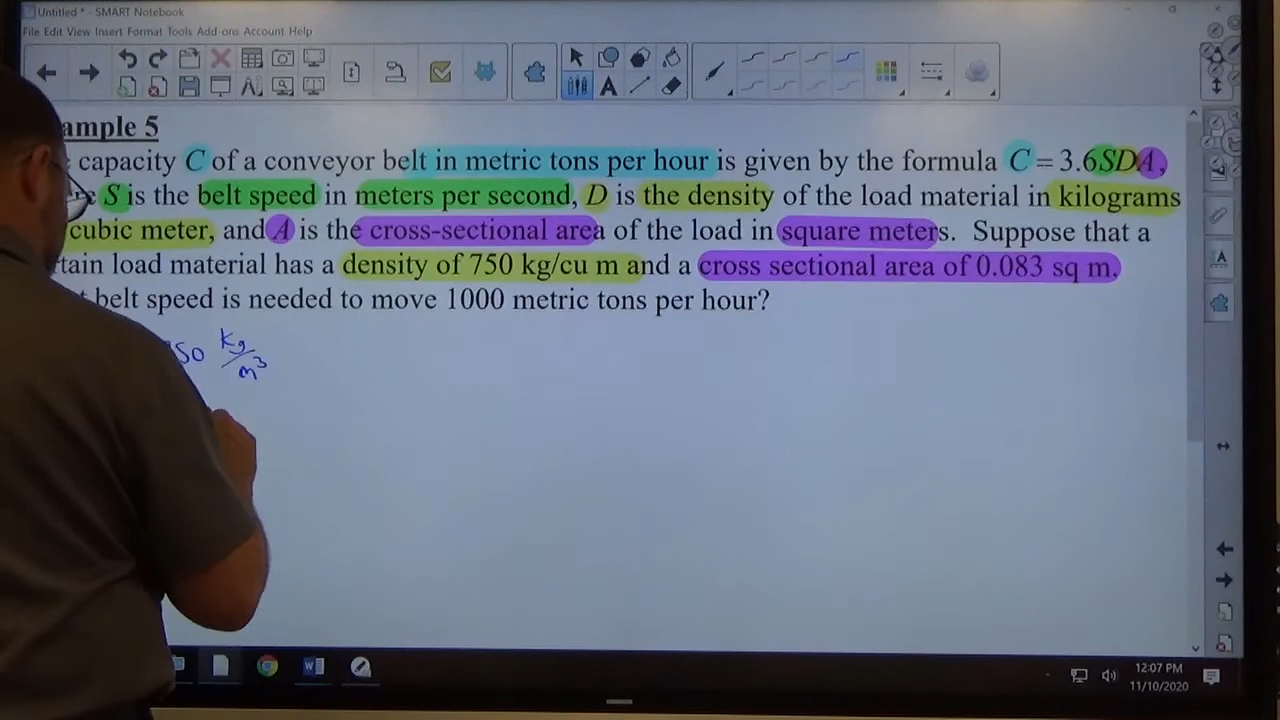 Untitled * - SMART Notebook
File Edit View Insert Format Tools Add-ons Account Help
ample 5
capacity C of a conveyor belt in metric tons per hour is given by the formula C = 3.6SDA,
S is the belt speed in meters per second, D is the density of the load material in kilograms
cubic meter, and A is the cross-sectional area of the load in square meters. Suppose that a
tain load material has a density of 750 kg/cu m and a cross sectional area of 0.083 sq m.
belt speed is needed to move 1000 metric tons per hour?
50 kg/m³
12:07 PM
11/10/2020